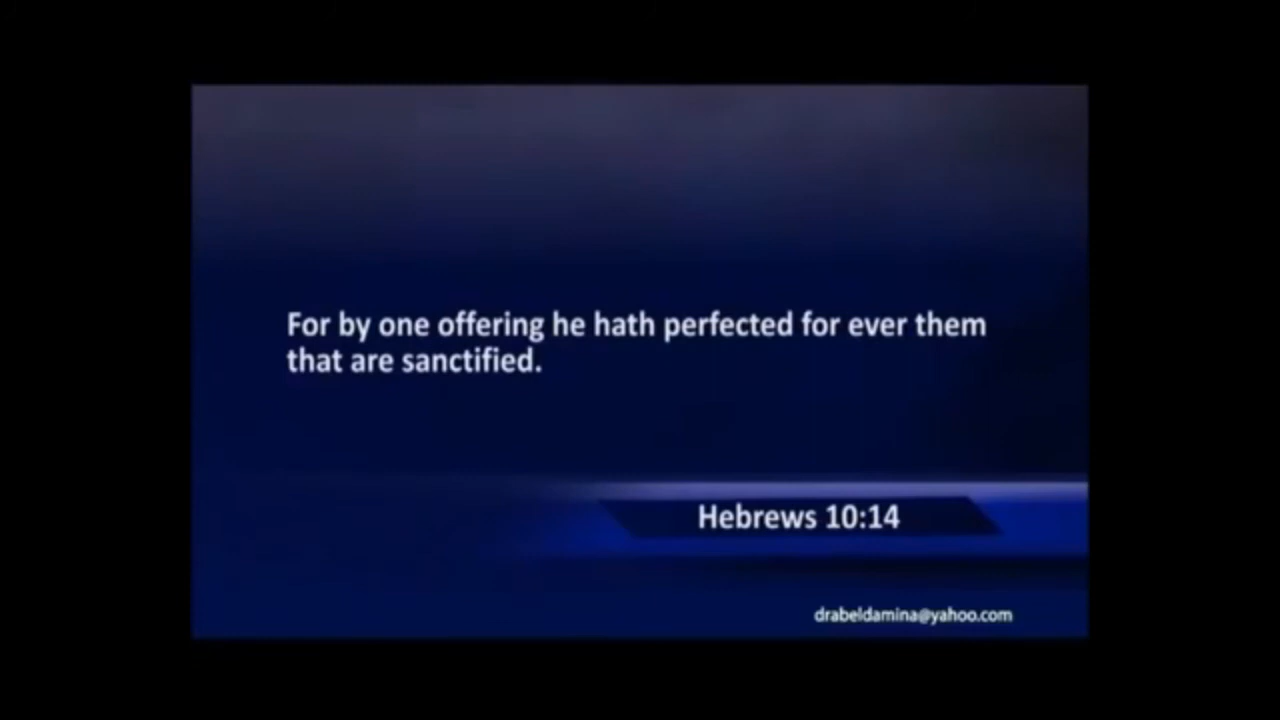 For by one offering he hath perfected for ever them
that are sanctified.
Hebrews 10:14
drabeldamina@yahoo.com